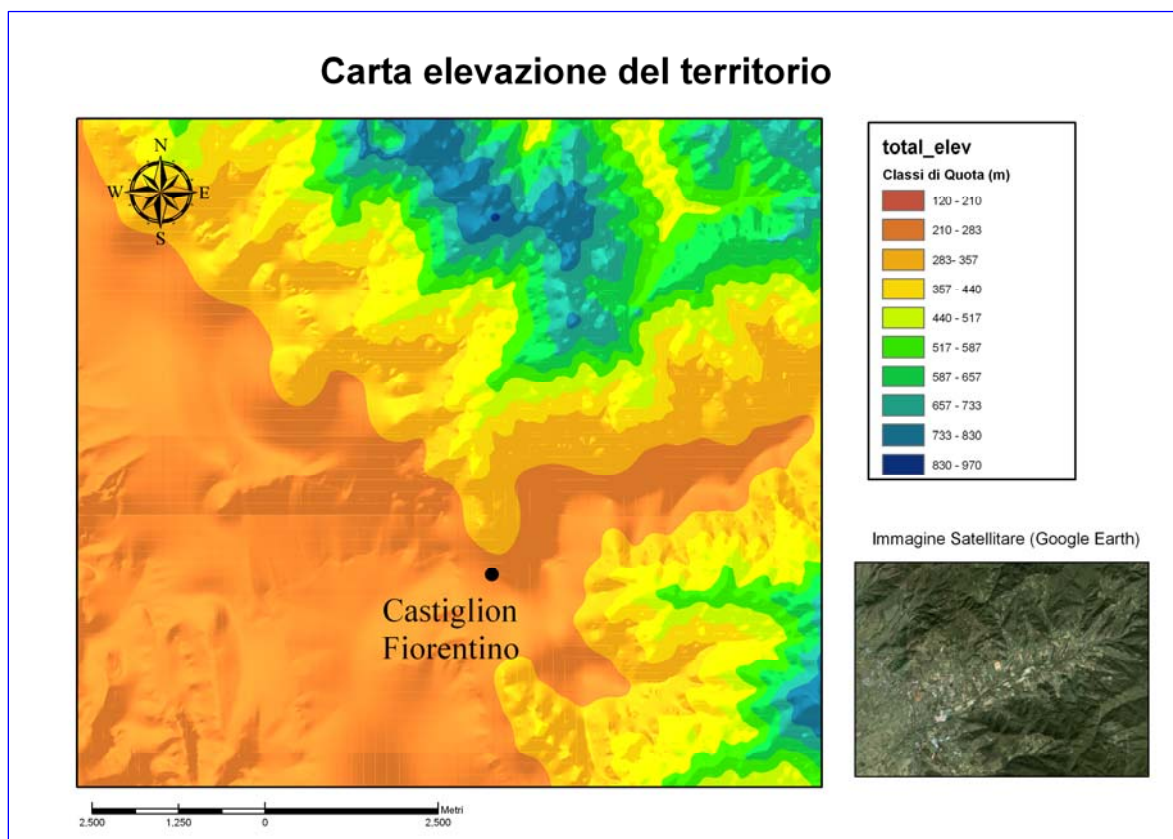 Carta elevazione del territorio
N
W E
S
Castiglion
Fiorentino
total_elev
Classi di Quota (m)
120 - 210
210 - 283
283- 357
357 - 440
440 - 517
517 - 587
587 - 657
657 - 733
733 - 830
830 - 970
Immagine Satellitare (Google Earth)
Metri
2.500 1.250 0 2.500